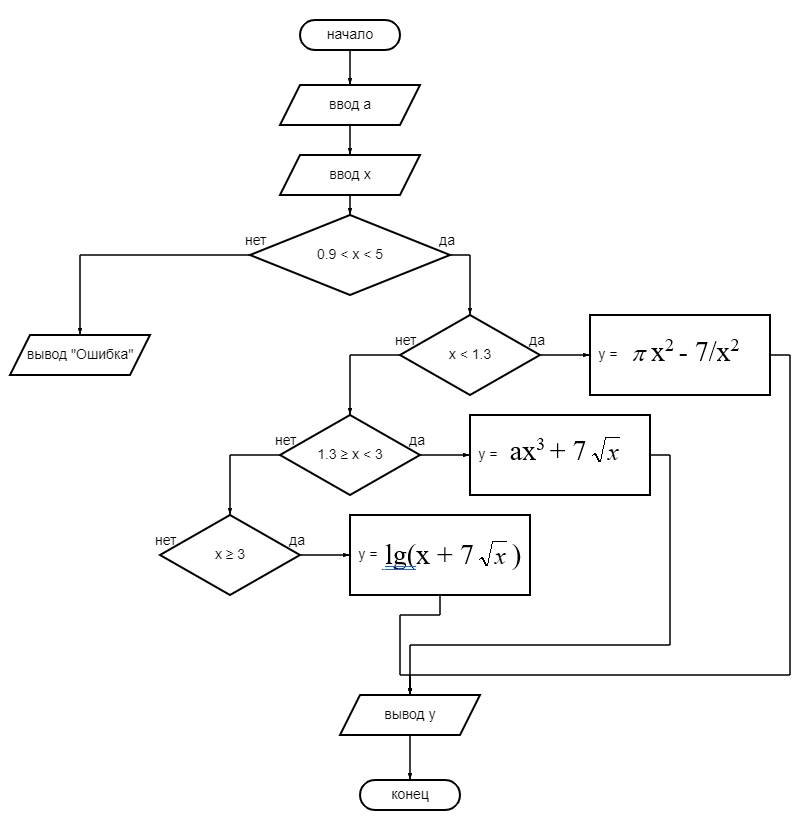 начало
ввод a
ввод x
0.9 < x < 5
нет
да
вывод "Ошибка"
x < 1.3
нет
да
y = π x² - 7/x²
1.3 ≥ x < 3
нет
да
y = ax³ + 7 √x
x ≥ 3
нет
да
y = lg(x + 7 √x )
вывод y
конец